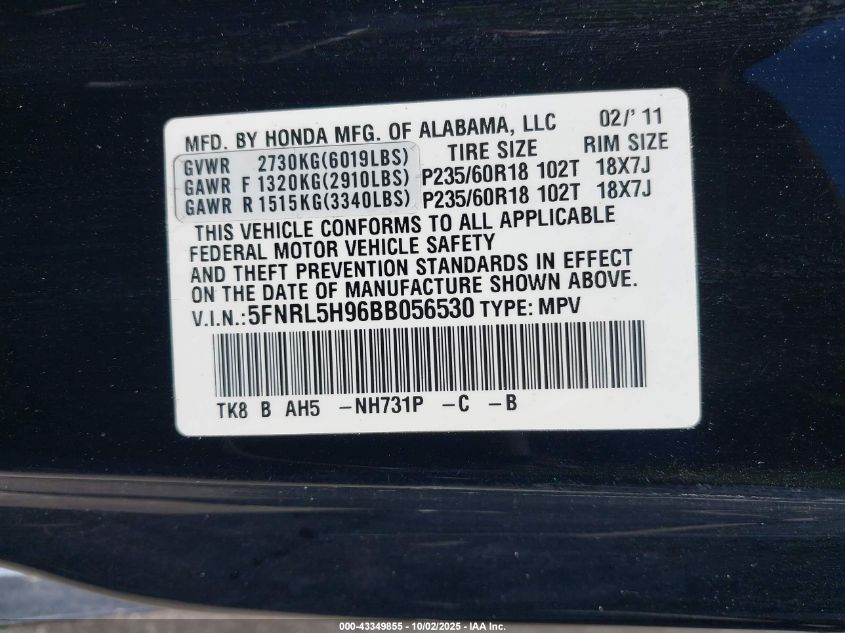 MFD. BY HONDA MFG. OF ALABAMA, LLC 02/' 11
GVWR 2730KG(6019LBS) TIRE SIZE RIM SIZE
GAWR F 1320KG(2910LBS) P235/60R18 102T 18X7J
GAWR R 1515KG(3340LBS) P235/60R18 102T 18X7J
THIS VEHICLE CONFORMS TO ALL APPLICABLE
FEDERAL MOTOR VEHICLE SAFETY
AND THEFT PREVENTION STANDARDS IN EFFECT
ON THE DATE OF MANUFACTURE SHOWN ABOVE.
V.I.N.:5FNRL5H96BB056530 TYPE: MPV
TK8 B AH5 -NH731P -C -B
000-43349855 - 10/02/2025 - IAA Inc.